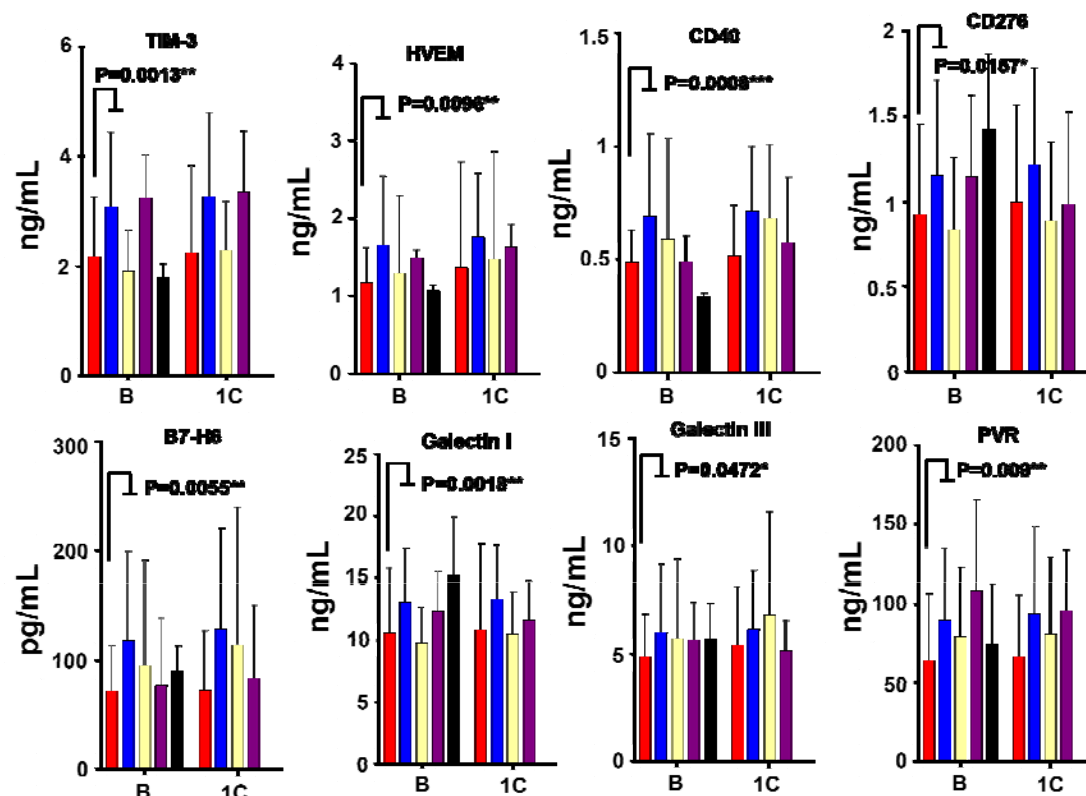 TIM-3
6
P=0.0013**
4
ng/mL
2
0
B 1C
HVEM
4
3
P=0.0096**
2
ng/mL
1
0
B 1C
CD40
1.5
P=0.0008***
1
ng/mL
0.5
0
B 1C
CD276
2
P=0.0157*
1.5
ng/mL
1
0.5
0
B 1C
B7-H6
300
P=0.0055**
200
pg/mL
100
0
B 1C
Galectin I
25
P=0.0018**
20
15
ng/mL
10
5
0
B 1C
Galectin III
15
P=0.0472*
10
ng/mL
5
0
B 1C
PVR
200
P=0.009**
150
ng/mL
100
50
0
B 1C